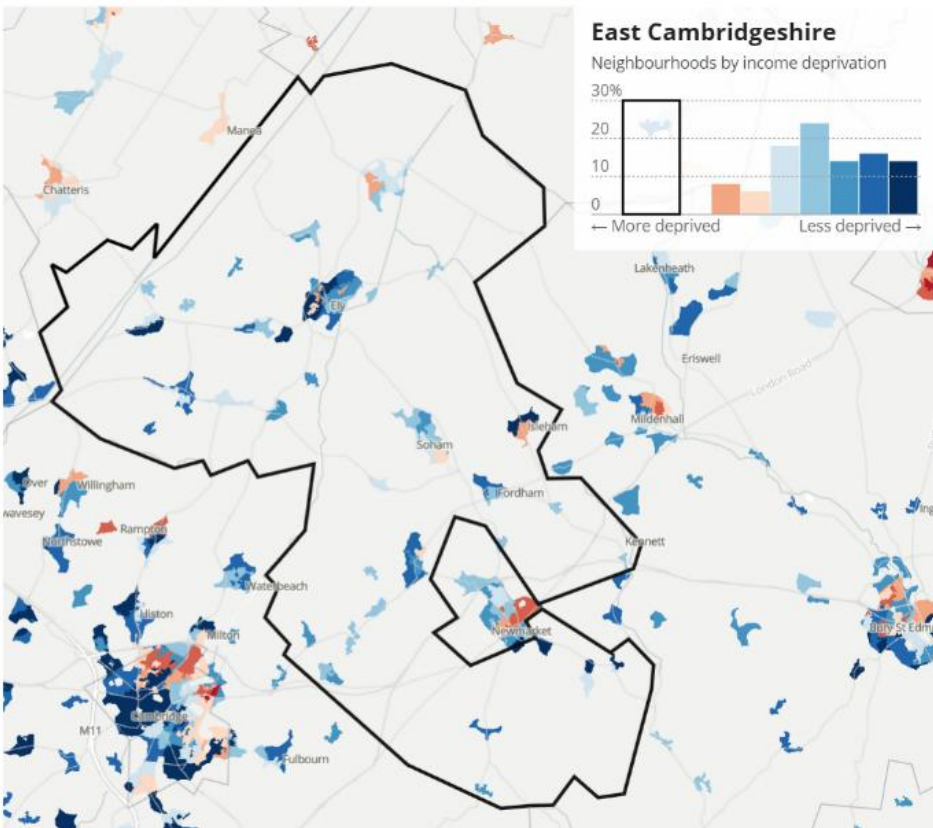 East Cambridgeshire
Neighbourhoods by income deprivation
30%
20
10
0
← More deprived
Less deprived →
Manea
Chatteris
Lakenheath
Ely
Eriswell
London Road
Mildenhall
Isleham
Soham
Over
Willingham
Fordham
wavesey
Rampton
Northstowe
Kennett
Waterbeach
Histon
Milton
Newmarket
Bury St Edm
Cambridge
M11
Fulbourn